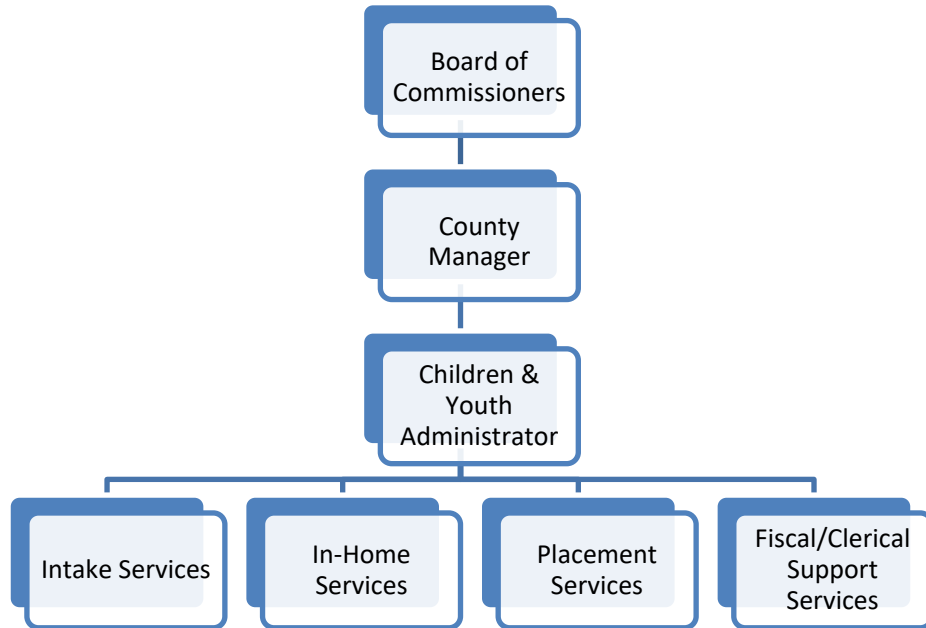 Board of
Commissioners
County
Manager
Children &
Youth
Administrator
Intake Services
In-Home
Services
Placement
Services
Fiscal/Clerical
Support
Services